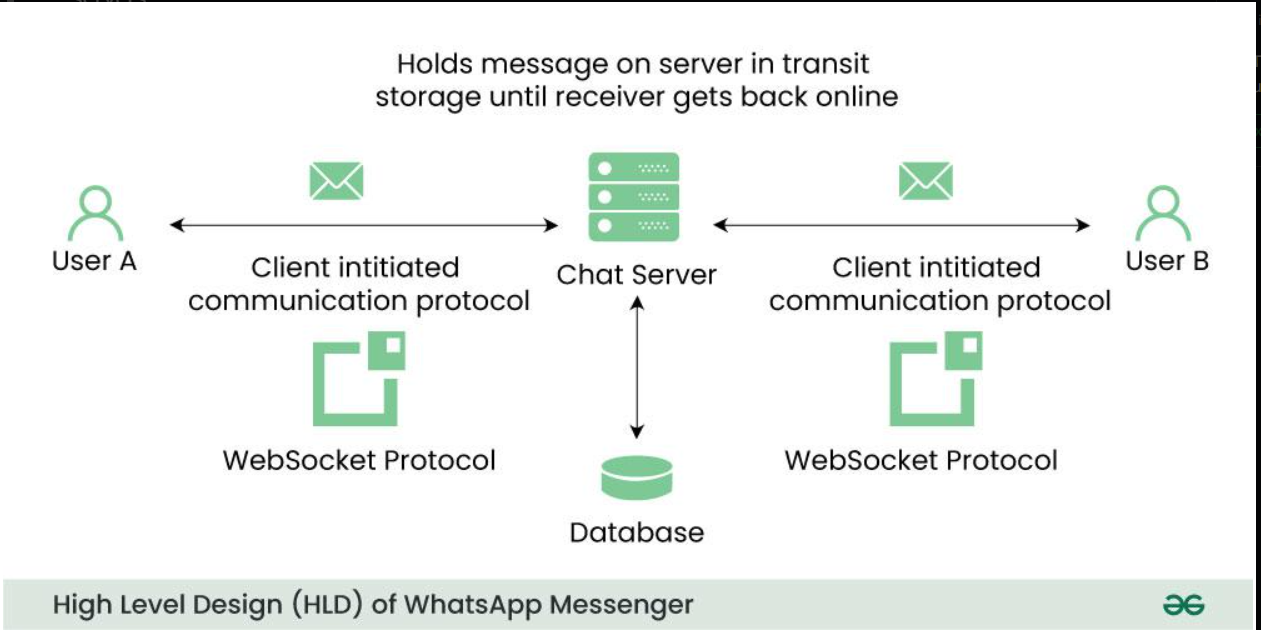 Holds message on server in transit
storage until receiver gets back online
User A
Client intitiated
communication protocol
WebSocket Protocol
Chat Server
Database
Client intitiated
communication protocol
WebSocket Protocol
User B
High Level Design (HLD) of WhatsApp Messenger